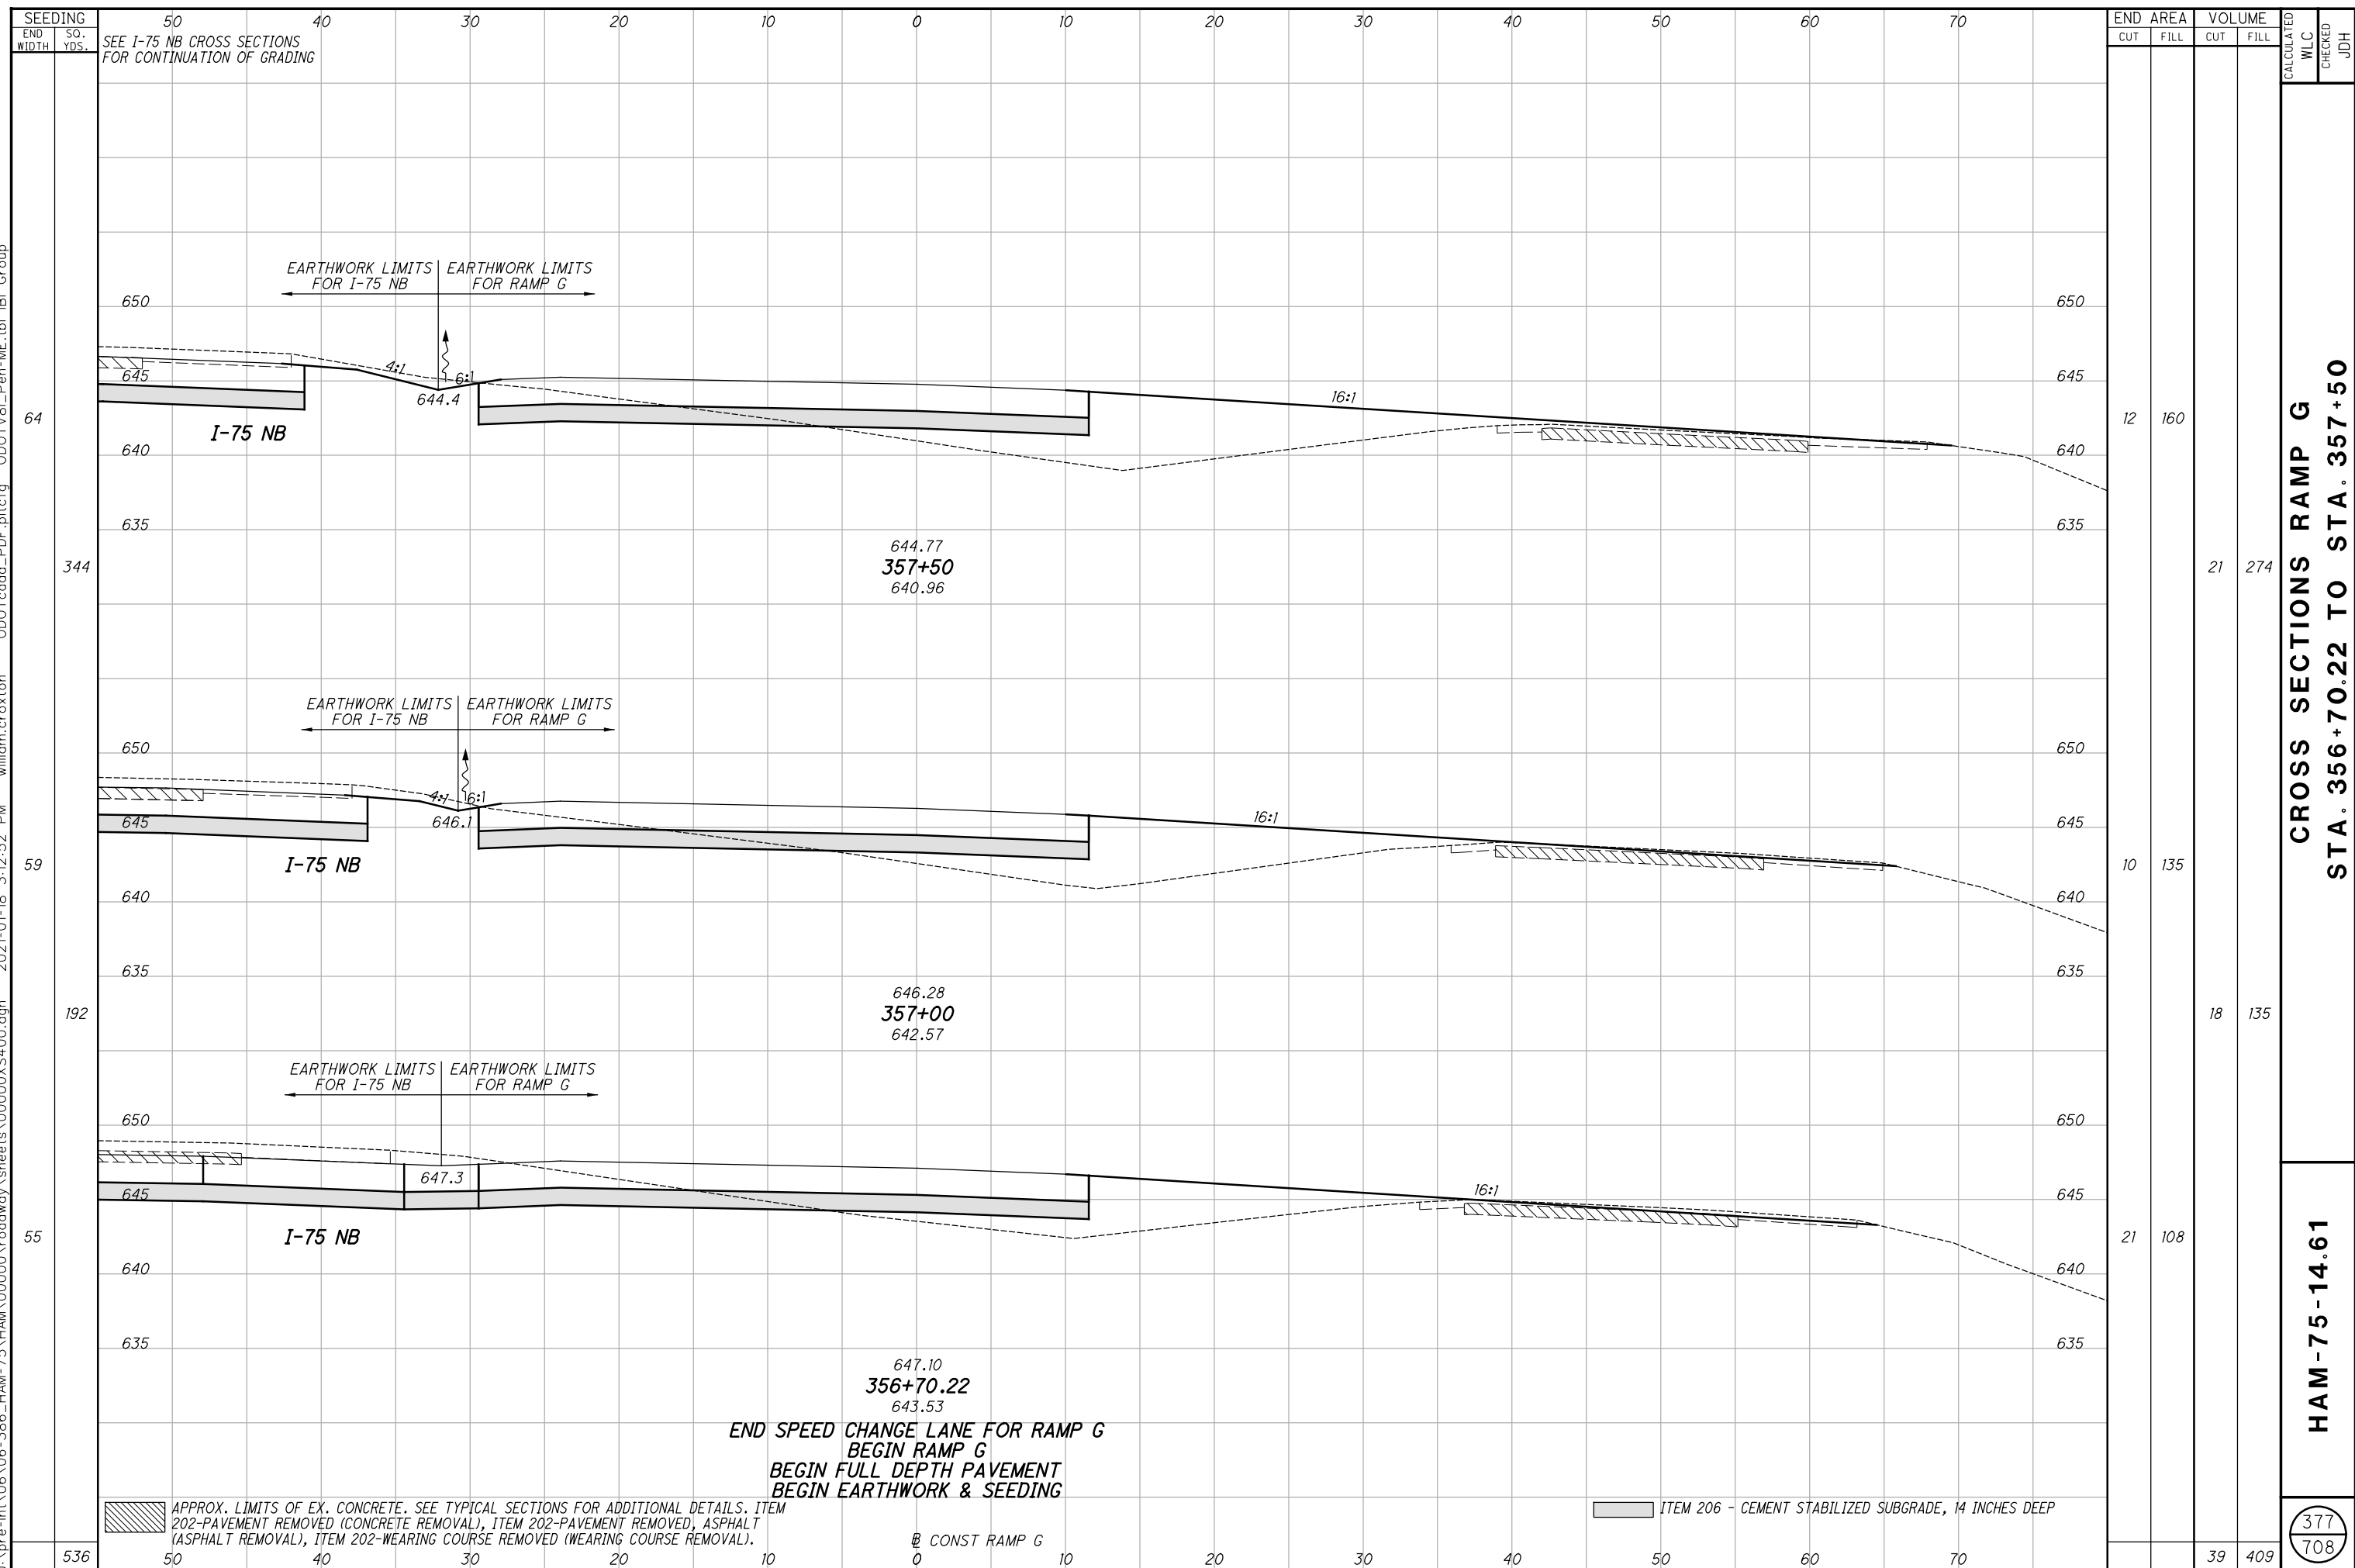 SEEDING
END WIDTH
SQ. YDS.
50 40 30 20 10 0 10 20 30 40 50 60 70
END AREA
VOLUME
CUT FILL CUT FILL
CALCULATED
WLC
CHECKED
JDH
SEE I-75 NB CROSS SECTIONS
FOR CONTINUATION OF GRADING
EARTHWORK LIMITS
FOR I-75 NB
EARTHWORK LIMITS
FOR RAMP G
650 650
4:1
6:1
645 645
644.4
16:1
I-75 NB
64
12 160
640 640
635 635
644.77
357+50
640.96
344
21 274
EARTHWORK LIMITS
FOR I-75 NB
EARTHWORK LIMITS
FOR RAMP G
650 650
4:1
6:1
645 645
646.1
16:1
I-75 NB
59
10 135
640 640
635 635
646.28
357+00
642.57
192
18 135
EARTHWORK LIMITS
FOR I-75 NB
EARTHWORK LIMITS
FOR RAMP G
650 650
647.3
645 645
16:1
I-75 NB
55
21 108
640 640
635 635
647.10
356+70.22
643.53
END SPEED CHANGE LANE FOR RAMP G
BEGIN RAMP G
BEGIN FULL DEPTH PAVEMENT
BEGIN EARTHWORK & SEEDING
APPROX. LIMITS OF EX. CONCRETE. SEE TYPICAL SECTIONS FOR ADDITIONAL DETAILS. ITEM
202-PAVEMENT REMOVED (CONCRETE REMOVAL), ITEM 202-PAVEMENT REMOVED, ASPHALT
(ASPHALT REMOVAL), ITEM 202-WEARING COURSE REMOVED (WEARING COURSE REMOVAL).
ITEM 206 - CEMENT STABILIZED SUBGRADE, 14 INCHES DEEP
CONST RAMP G
536
50 40 30 20 10 0 10 20 30 40 50 60 70
39 409
CROSS SECTIONS RAMP G
STA. 356+70.22 TO STA. 357+50
HAM-75-14.61
377
708
2021-01-18 3:12:52 PM william.croxton